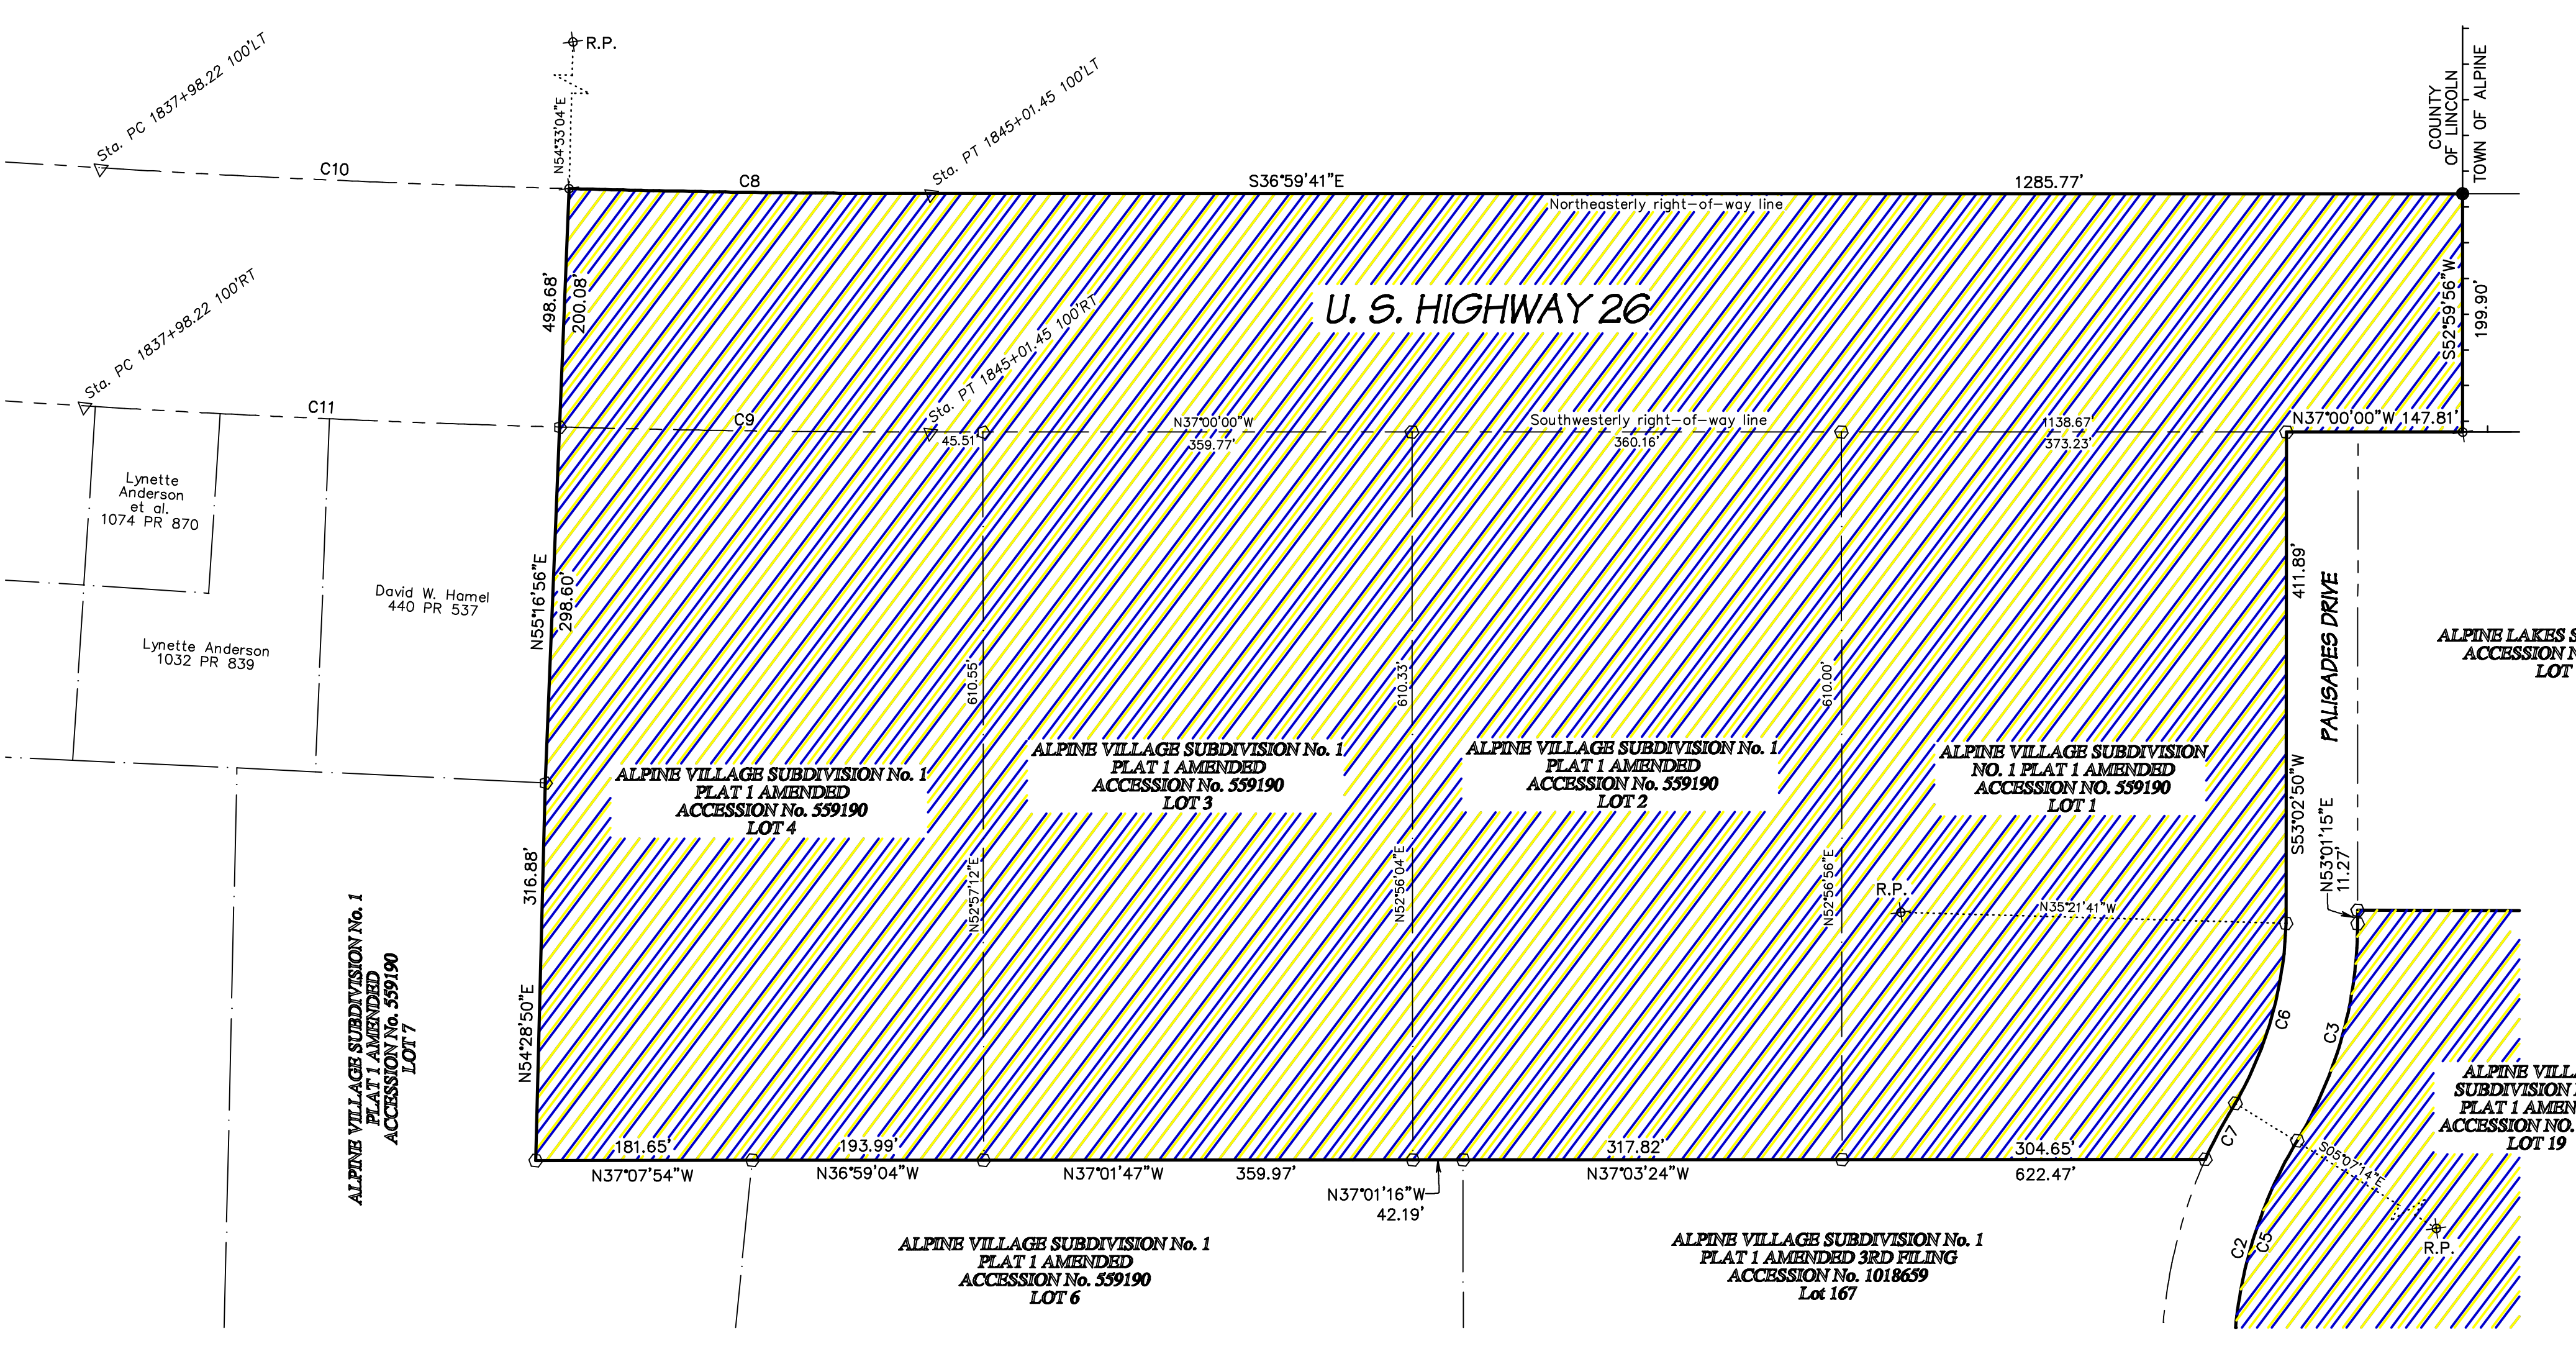 R.P.
Sta. PC 1837+98.22 100'LT
Sta. PT 1845+01.45 100'LT
N54°33'04"E
COUNTY
OF LINCOLN
TOWN OF ALPINE
C10
C8
S36°59'41"E
1285.77'
Northeasterly right-of-way line
Sta. PC 1837+98.22 100'RT
498.68'
200.08'
U. S. HIGHWAY 26
Sta. PT 1845+01.45 100'RT
S52°59'56"W
199.90'
C11
C9
45.51'
N37°00'00"W
359.77'
Southwesterly right-of-way line
360.16'
1138.67'
373.23'
N37°00'00"W 147.81'
Lynette
Anderson
et al.
1074 PR 870
David W. Hamel
440 PR 537
Lynette Anderson
1032 PR 839
N55°16'56"E
298.60'
610.55'
610.33'
610.00'
411.89'
PALISADES DRIVE
ALPINE LAKES S
ACCESSION N
LOT
ALPINE VILLAGE SUBDIVISION No. 1
PLAT 1 AMENDED
ACCESSION No. 559190
LOT 4
ALPINE VILLAGE SUBDIVISION No. 1
PLAT 1 AMENDED
ACCESSION No. 559190
LOT 3
ALPINE VILLAGE SUBDIVISION No. 1
PLAT 1 AMENDED
ACCESSION No. 559190
LOT 2
ALPINE VILLAGE SUBDIVISION
NO. 1 PLAT 1 AMENDED
ACCESSION NO. 559190
LOT 1
S53°02'50"W
N53°01'15"E
11.27'
316.88'
N52°57'12"E
N52°56'04"E
N52°56'56"E
R.P.
N35°21'41"W
ALPINE VILLAGE SUBDIVISION No. 1
PLAT 1 AMENDED
ACCESSION No. 559190
LOT 7
N54°28'50"E
C6
C3
ALPINE VILL
SUBDIVISION
PLAT 1 AMEN
ACCESSION NO.
LOT 19
181.65'
N37°07'54"W
193.99'
N36°59'04"W
N37°01'47"W
359.97'
N37°01'16"W
42.19'
317.82'
N37°03'24"W
304.65'
622.47'
C7
S05°07'14"E
R.P.
C2
C5
ALPINE VILLAGE SUBDIVISION No. 1
PLAT 1 AMENDED
ACCESSION No. 559190
LOT 6
ALPINE VILLAGE SUBDIVISION No. 1
PLAT 1 AMENDED 3RD FILING
ACCESSION No. 1018659
Lot 167